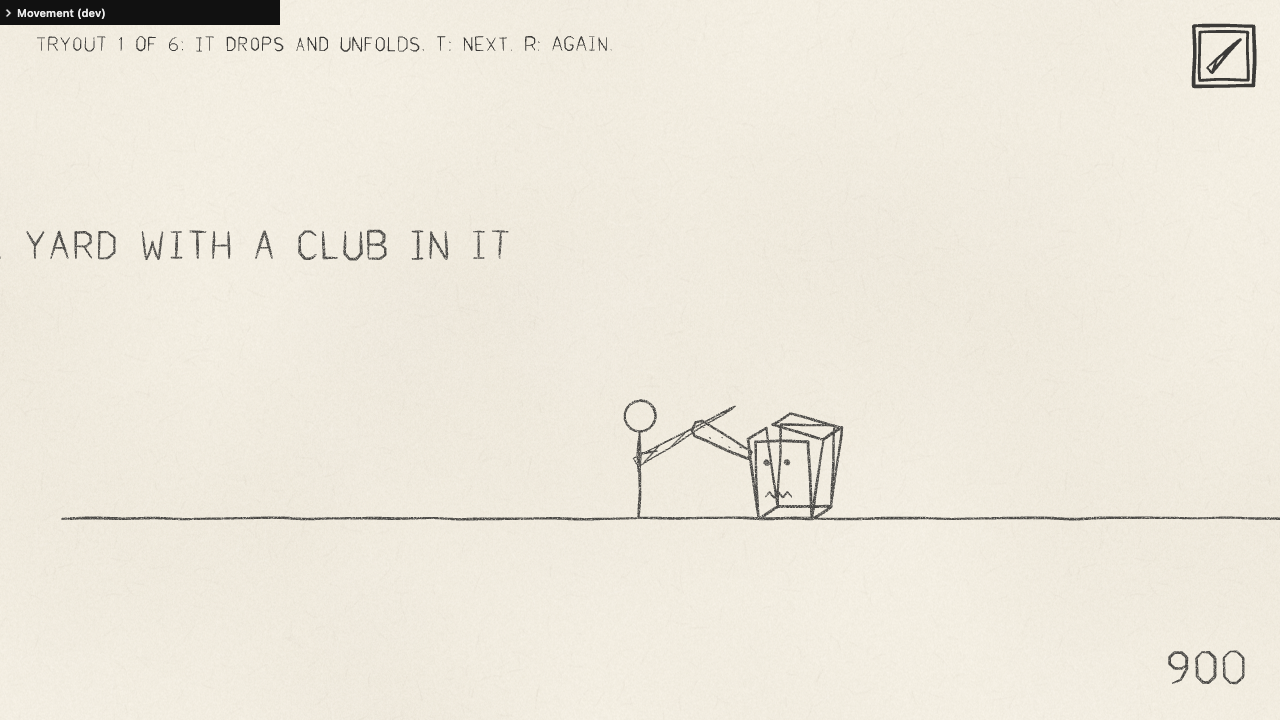 Movement (dev)
TRYOUT 1 OF 6: IT DROPS AND UNFOLDS. T: NEXT. R: AGAIN.
YARD WITH A CLUB IN IT
900